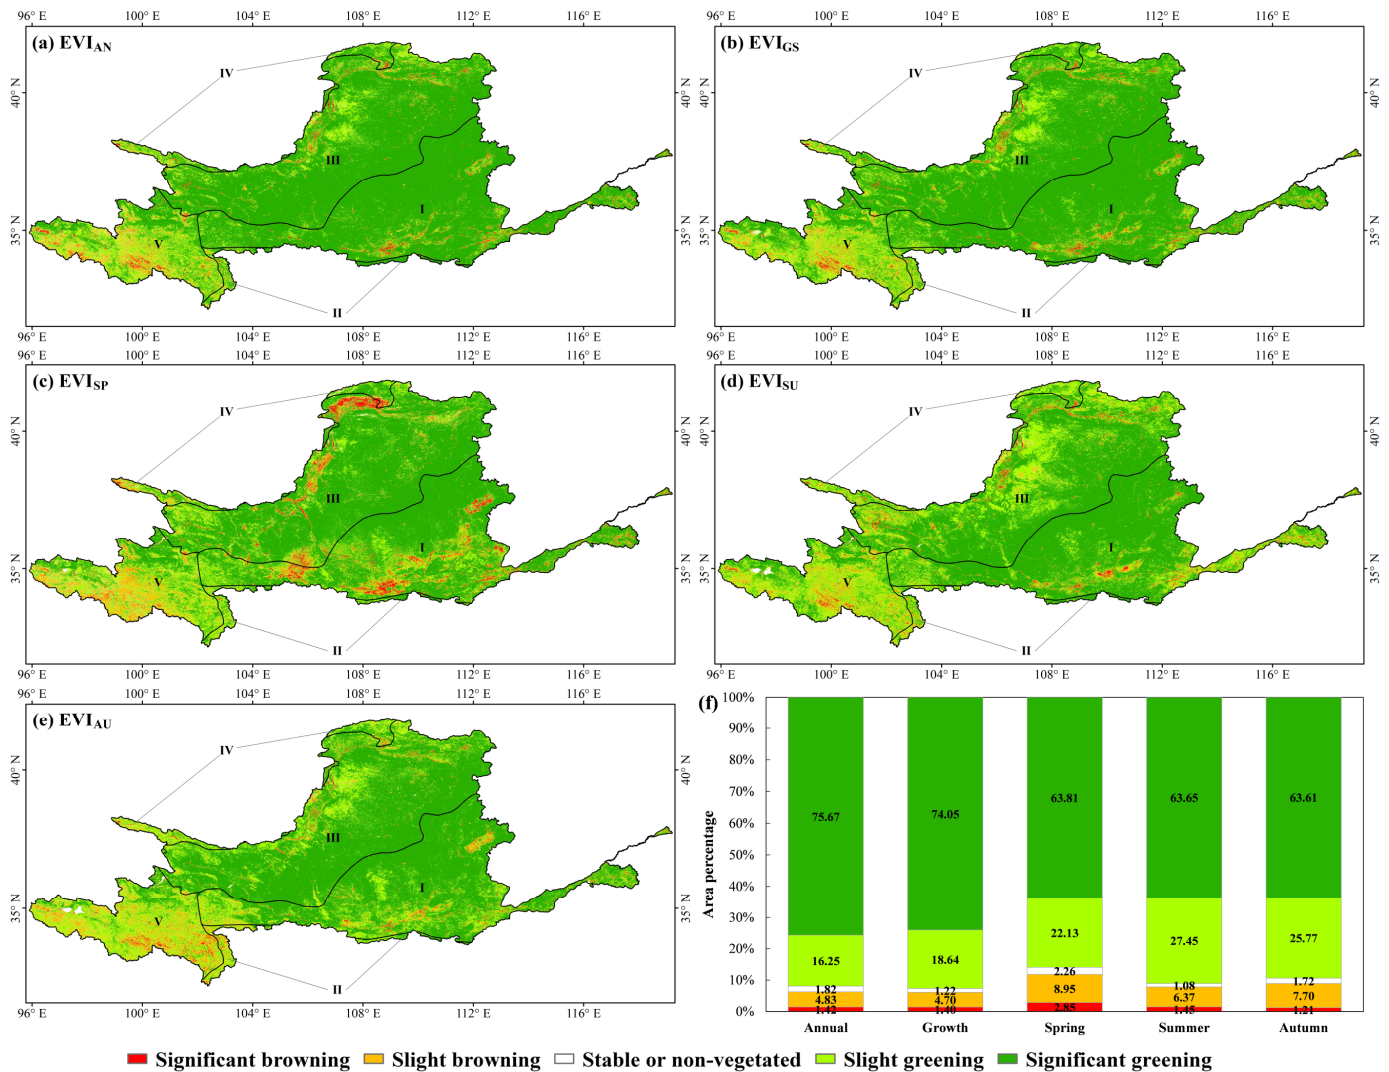 96° E 100° E 104° E 108° E 112° E 116° E
96° E 100° E 104° E 108° E 112° E 116° E
(a) EVIAN
IV
III
I
V
II
40° N
35° N
(b) EVIGS
IV
III
I
V
II
40° N
40° N
35° N
35° N
96° E 100° E 104° E 108° E 112° E 116° E
96° E 100° E 104° E 108° E 112° E 116° E
96° E 100° E 104° E 108° E 112° E 116° E
96° E 100° E 104° E 108° E 112° E 116° E
(c) EVISP
IV
III
I
V
II
40° N
35° N
(d) EVISU
IV
III
I
V
II
40° N
40° N
35° N
35° N
96° E 100° E 104° E 108° E 112° E 116° E
96° E 100° E 104° E 108° E 112° E 116° E
96° E 100° E 104° E 108° E 112° E 116° E
(e) EVIAU
IV
III
I
V
II
40° N
40° N
35° N
35° N
96° E 100° E 104° E 108° E 112° E 116° E
(f)
Area percentage
100%
90%
80%
70%
60%
50%
40%
30%
20%
10%
0%
75.67 74.05 63.81 63.65 63.61
16.25 18.64 22.13 27.45 25.77
1.82 1.22 2.26 1.08 1.72
4.83 4.70 8.95 6.37 7.70
1.42 1.40 2.85 1.45 1.21
Annual Growth Spring Summer Autumn
Significant browning Slight browning Stable or non-vegetated Slight greening Significant greening